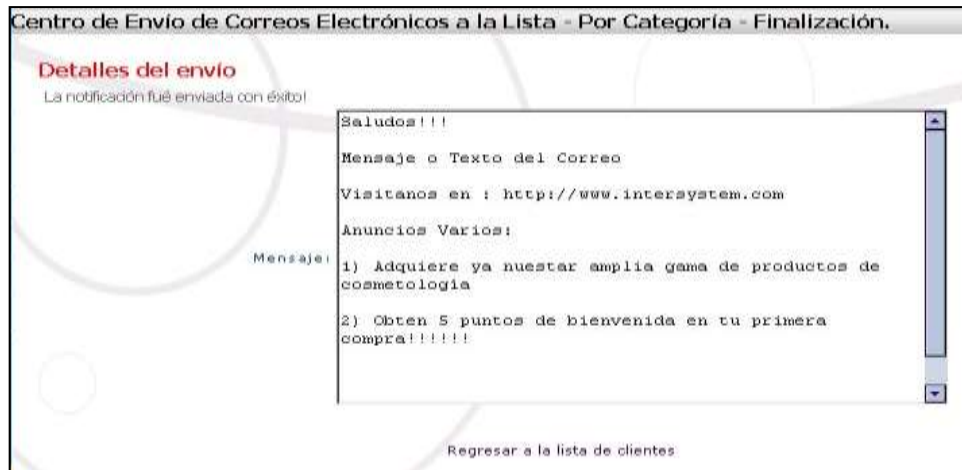 Centro de Envío de Correos Electrónicos a la Lista - Por Categoría - Finalización.
Detalles del envío
La notificación fué enviada con éxito!
Saludos!!!
Mensaje o Texto del Correo
Visitanos en : http://www.intersystem.com
Anuncios Varios:
Mensaje:
1) Adquiere ya nuestar amplia gama de productos de
cosmetologia
2) Obten 5 puntos de bienvenida en tu primera
compra!!!!!!
Regresar a la lista de clientes